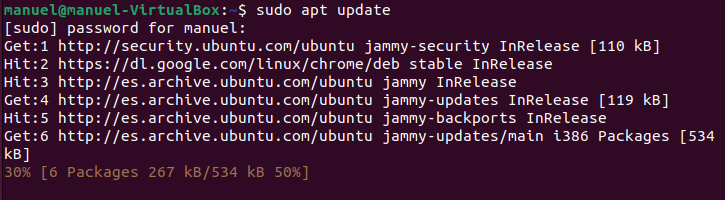 manuel@manuel-VirtualBox:~$ sudo apt update
[sudo] password for manuel:
Get:1 http://security.ubuntu.com/ubuntu jammy-security InRelease [110 kB]
Hit:2 https://dl.google.com/linux/chrome/deb stable InRelease
Hit:3 http://es.archive.ubuntu.com/ubuntu jammy InRelease
Get:4 http://es.archive.ubuntu.com/ubuntu jammy-updates InRelease [119 kB]
Hit:5 http://es.archive.ubuntu.com/ubuntu jammy-backports InRelease
Get:6 http://es.archive.ubuntu.com/ubuntu jammy-updates/main i386 Packages [534
kB]
30% [6 Packages 267 kB/534 kB 50%]